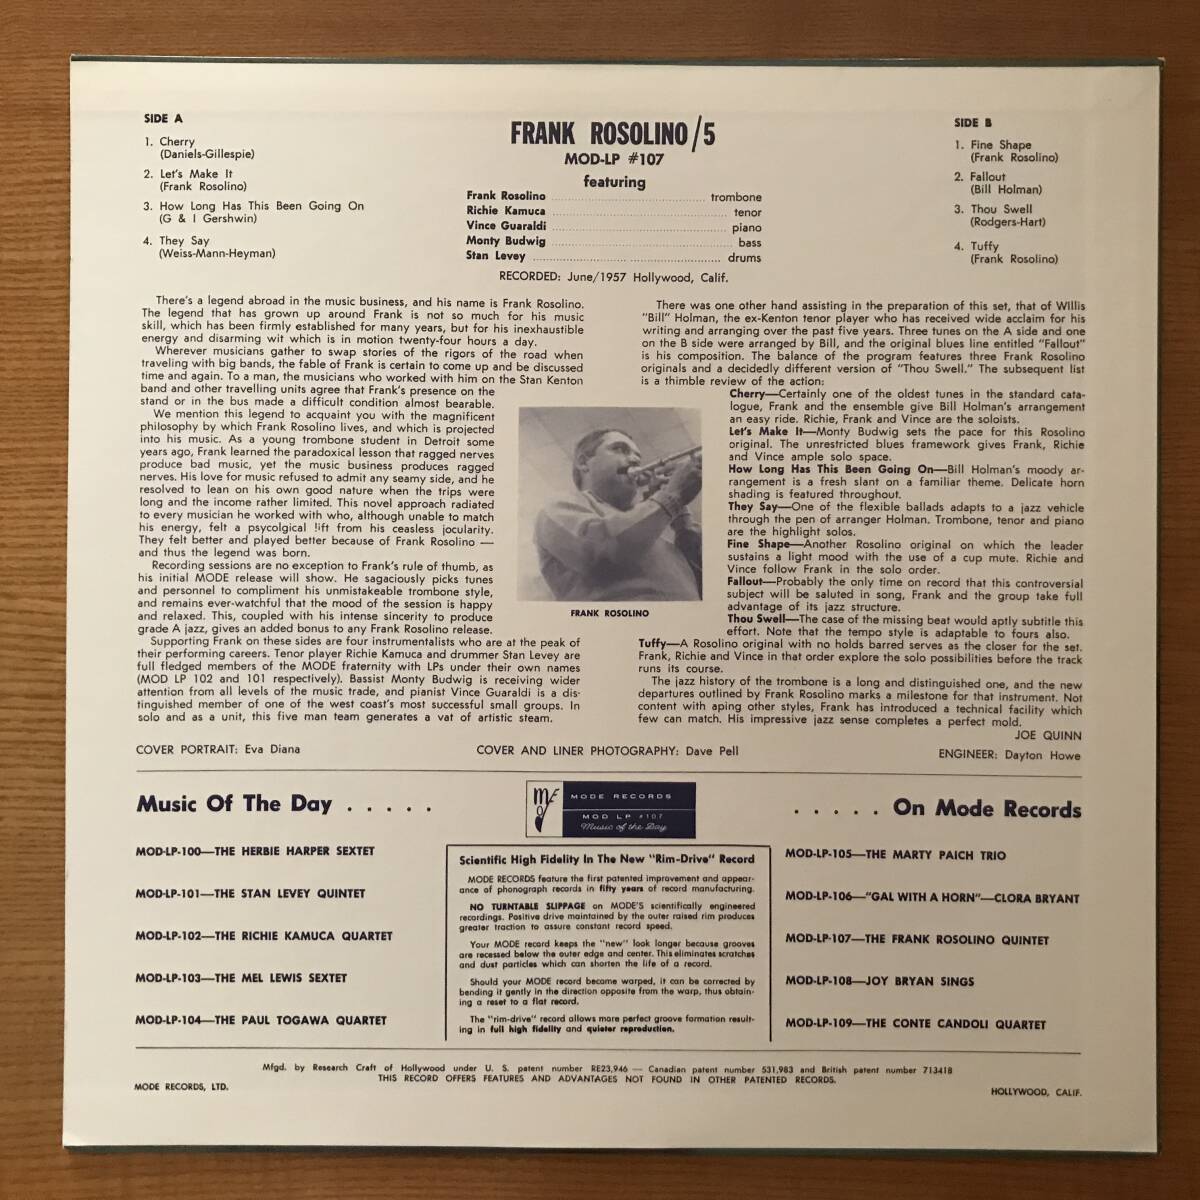 SIDE A
1. Cherry
(Daniels-Gillespie)
2. Let's Make It
(Frank Rosolino)
3. How Long Has This Been Going On
(G & I Gershwin)
4. They Say
(Weiss-Mann-Heyman)
FRANK ROSOLINO/5
MOD-LP #107
featuring
Frank Rosolino ........ trombone
Richie Kamuca ........ tenor
Vince Guaraldi ........ piano
Monty Budwig ........ bass
Stan Levey ........ drums
RECORDED: June/1957 Hollywood, Calif.
SIDE B
1. Fine Shape
(Frank Rosolino)
2. Fallout
(Bill Holman)
3. Thou Swell
(Rodgers-Hart)
4. Tuffy
(Frank Rosolino)
There's a legend abroad in the music business, and his name is Frank Rosolino.
The legend that has grown up around Frank is not so much for his music
skill, which has been firmly established for many years, but for his inexhaustible
energy and disarming wit which is in motion twenty-four hours a day.
Wherever musicians gather to swap stories of the rigors of the road when
traveling with big bands, the fable of Frank is certain to come up and be discussed
time and again. To a man, the musicians who worked with him on the Stan Kenton
band and other travelling units agree that Frank's presence on the
stand or in the bus made a difficult condition almost bearable.
We mention this legend to acquaint you with the magnificent
philosophy by which Frank Rosolino lives, and which is projected
into his music. As a young trombone student in Detroit some
years ago, Frank learned the paradoxical lesson that ragged nerves
produce bad music, yet the music business produces ragged
nerves. His love for music refused to admit any seamy side, and he
resolved to lean on his own good nature when the trips were
long and the income rather limited. This novel approach radiated
to every musician he worked with who, although unable to match
his energy, felt a psycolgical lift from his ceaseless jocularity.
They felt better and played better because of Frank Rosolino —
and thus the legend was born.
Recording sessions are no exception to Frank's rule of thumb, as
his initial MODE release will show. He sagaciously picks tunes
and personnel to compliment his unmistakeable trombone style,
and remains ever-watchful that the mood of the session is happy
and relaxed. This, coupled with his intense sincerity to produce
grade A jazz, gives an added bonus to any Frank Rosolino release.
Supporting Frank on these sides are four instrumentalists who are at the peak of
their performing careers. Tenor player Richie Kamuca and drummer Stan Levey are
full fledged members of the MODE fraternity with LPs under their own names
(MOD LP 102 and 101 respectively). Bassist Monty Budwig is receiving wider
attention from all levels of the music trade, and pianist Vince Guaraldi is a dis-
tinguished member of one of the west coast's most successful small groups. In
solo and as a unit, this five man team generates a vat of artistic steam.
FRANK ROSOLINO
There was one other hand assisting in the preparation of this set, that of Willis
"Bill" Holman, the ex-Kenton tenor player who has received wide acclaim for his
writing and arranging over the past five years. Three tunes on the A side and one
on the B side were arranged by Bill, and the original blues line entitled "Fallout"
is his composition. The balance of the program features three Frank Rosolino
originals and a decidedly different version of "Thou Swell." The subsequent list
is a thimble review of the action:
Cherry—Certainly one of the oldest tunes in the standard cata-
logue, Frank and the ensemble give Bill Holman's arrangement
an easy ride. Richie, Frank and Vince are the soloists.
Let's Make It—Monty Budwig sets the pace for this Rosolino
original. The unrestricted blues framework gives Frank, Richie
and Vince ample solo space.
How Long Has This Been Going On—Bill Holman's moody ar-
rangement is a fresh slant on a familiar theme. Delicate horn
shading is featured throughout.
They Say—One of the flexible ballads adapts to a jazz vehicle
through the pen of arranger Holman. Trombone, tenor and piano
are the highlight solos.
Fine Shape—Another Rosolino original on which the leader
sustains a light mood with the use of a cup mute. Richie and
Vince follow Frank in the solo order.
Fallout—Probably the only time on record that this controversial
subject will be saluted in song, Frank and the group take full
advantage of its jazz structure.
Thou Swell—The case of the missing beat would aptly subtitle this
effort. Note that the tempo style is adaptable to fours also.
Tuffy—A Rosolino original with no holds barred serves as the closer for the set.
Frank, Richie and Vince in that order explore the solo possibilities before the track
runs its course.
The jazz history of the trombone is a long and distinguished one, and the new
departures outlined by Frank Rosolino marks a milestone for that instrument. Not
content with aping other styles, Frank has introduced a technical facility which
few can match. His impressive jazz sense completes a perfect mold.
JOE QUINN
COVER PORTRAIT: Eva Diana
COVER AND LINER PHOTOGRAPHY: Dave Pell
ENGINEER: Dayton Howe
Music Of The Day . . . . .
MODE RECORDS
MOD LP #107
Music of the Day
. . . . . On Mode Records
MOD-LP-100—THE HERBIE HARPER SEXTET
MOD-LP-101—THE STAN LEVEY QUINTET
MOD-LP-102—THE RICHIE KAMUCA QUARTET
MOD-LP-103—THE MEL LEWIS SEXTET
MOD-LP-104—THE PAUL TOGAWA QUARTET
Scientific High Fidelity In The New "Rim-Drive" Record
MODE RECORDS feature the first patented improvement and appear-
ance of phonograph records in fifty years of record manufacturing.
NO TURNTABLE SLIPPAGE on MODE'S scientifically engineered
recordings. Positive drive maintained by the outer raised rim produces
greater traction to assure constant record speed.
Your MODE record keeps the "new" look longer because grooves
are recessed below the outer edge and center. This eliminates scratches
and dust particles which can shorten the life of a record.
Should your MODE record become warped, it can be corrected by
bending it gently in the direction opposite from the warp, thus obtain-
ing a reset to a flat record.
The "rim-drive" record allows more perfect groove formation result-
ing in full high fidelity and quieter reproduction.
MOD-LP-105—THE MARTY PAICH TRIO
MOD-LP-106—"GAL WITH A HORN"—CLORA BRYANT
MOD-LP-107—THE FRANK ROSOLINO QUINTET
MOD-LP-108—JOY BRYAN SINGS
MOD-LP-109—THE CONTE CANDOLI QUARTET
Mfgd. by Research Craft of Hollywood under U. S. patent number RE23,946 — Canadian patent number 531,983 and British patent number 713418
THIS RECORD OFFERS FEATURES AND ADVANTAGES NOT FOUND IN OTHER PATENTED RECORDS.
MODE RECORDS, LTD.
HOLLYWOOD, CALIF.